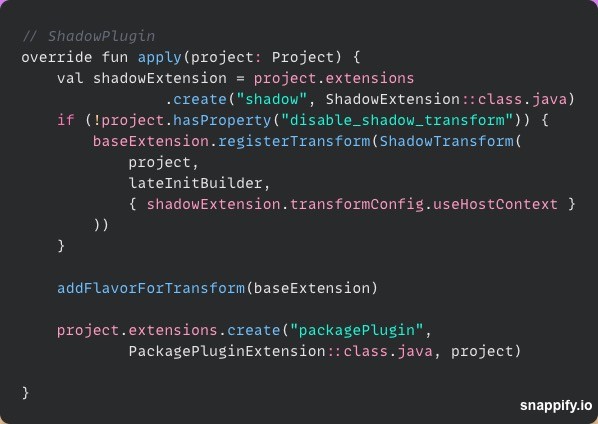 // ShadowPlugin
override fun apply(project: Project) {
    val shadowExtension = project.extensions
                .create("shadow", ShadowExtension::class.java)
    if (!project.hasProperty("disable_shadow_transform")) {
        baseExtension.registerTransform(ShadowTransform(
            project,
            lateInitBuilder,
            { shadowExtension.transformConfig.useHostContext }
        ))
    }

    addFlavorForTransform(baseExtension)

    project.extensions.create("packagePlugin",
            PackagePluginExtension::class.java, project)

}
snappify.io